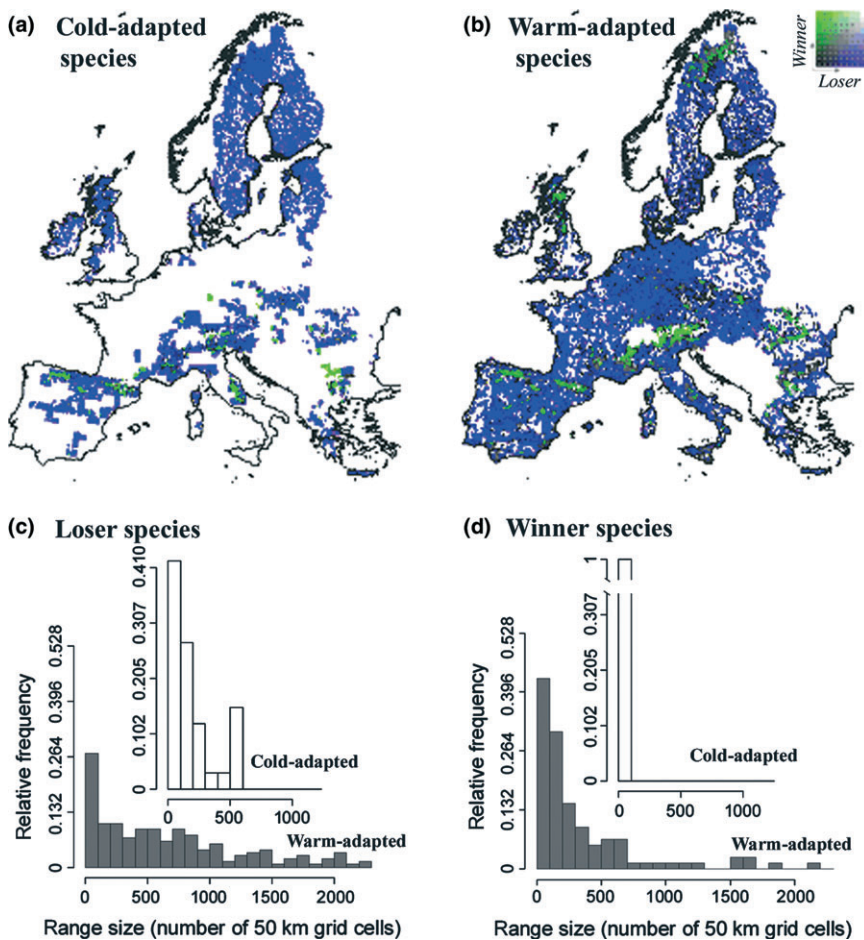 (a) Cold-adapted
species
(b) Warm-adapted
species
Winner
Loser
(c) Loser species
0.410
0.307
0.205
0.102
0
Cold-adapted
0 500 1000
Relative frequency
0.528
0.396
0.264
0.132
0
Warm-adapted
0 500 1000 1500 2000
Range size (number of 50 km grid cells)
(d) Winner species
1
0.307
0.205
0.102
0
Cold-adapted
0 500 1000
Relative frequency
0.528
0.396
0.264
0.132
0
Warm-adapted
0 500 1000 1500 2000
Range size (number of 50 km grid cells)